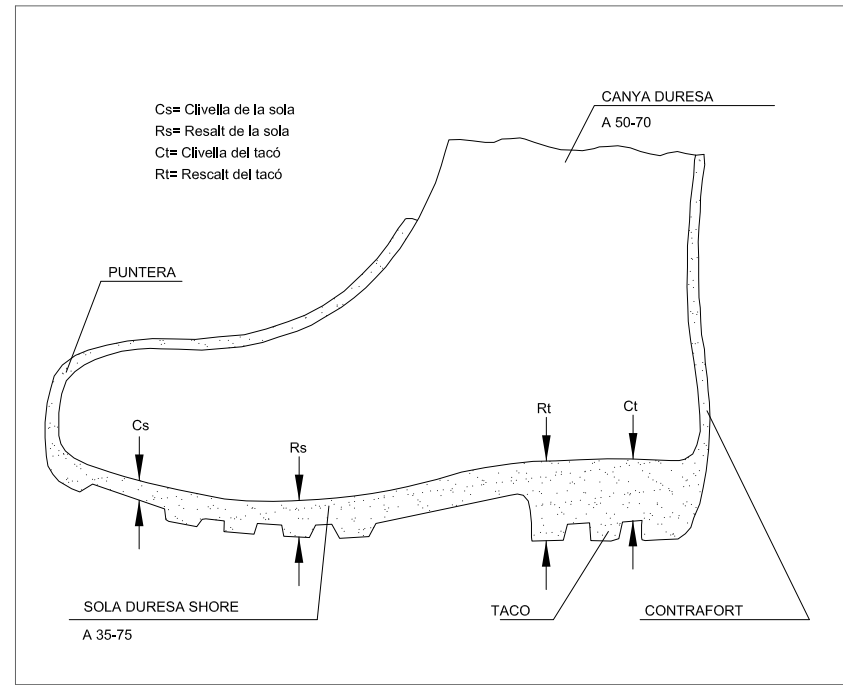 Cs= Clivella de la sola
Rs= Resalt de la sola
Ct= Clivella del tacó
Rt= Rescalt del tacó
CANYA DURESA
A 50-70
PUNTERA
Cs
Rs
Rt
Ct
SOLA DURESA SHORE
A 35-75
TACO
CONTRAFORT